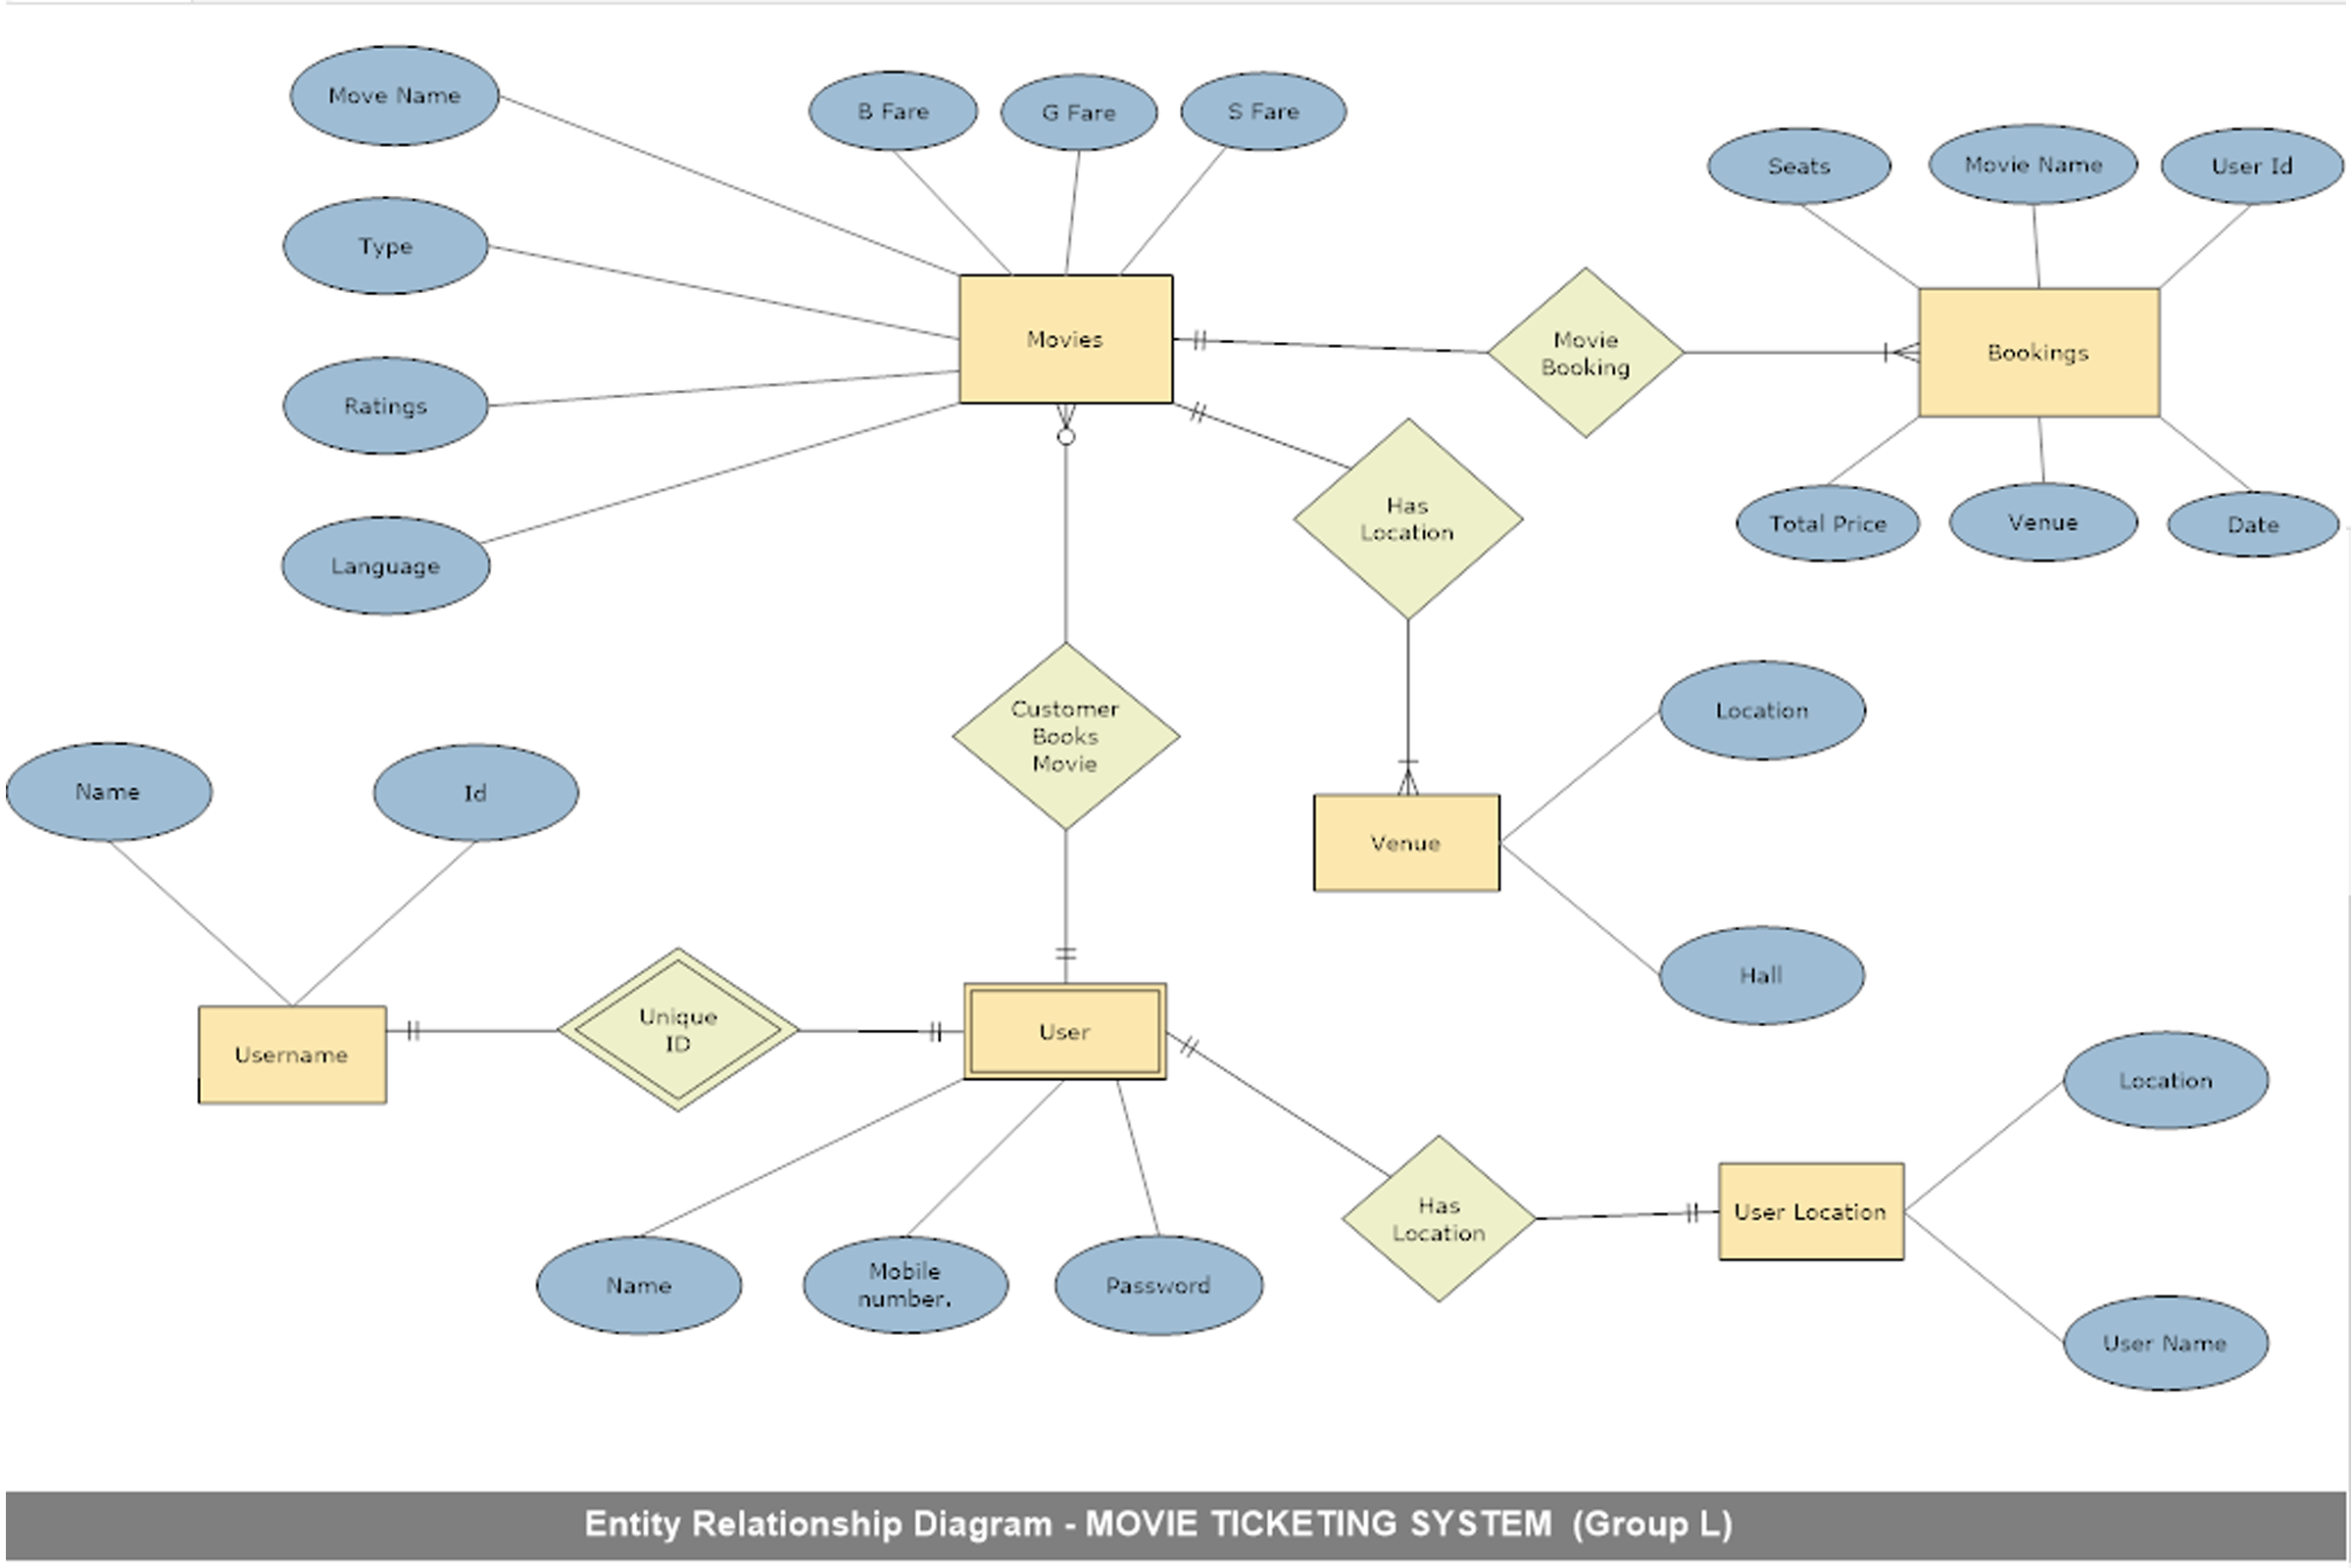 Move Name
B Fare
G Fare
S Fare
Seats
Movie Name
User Id
Type
Movies
Movie
Booking
Bookings
Ratings
Has
Location
Total Price
Venue
Date
Language
Customer
Books
Movie
Location
Name
Id
Venue
Hall
Username
Unique
ID
User
Location
Has
Location
User Location
Name
Mobile
number.
Password
User Name
Entity Relationship Diagram - MOVIE TICKETING SYSTEM (Group L)